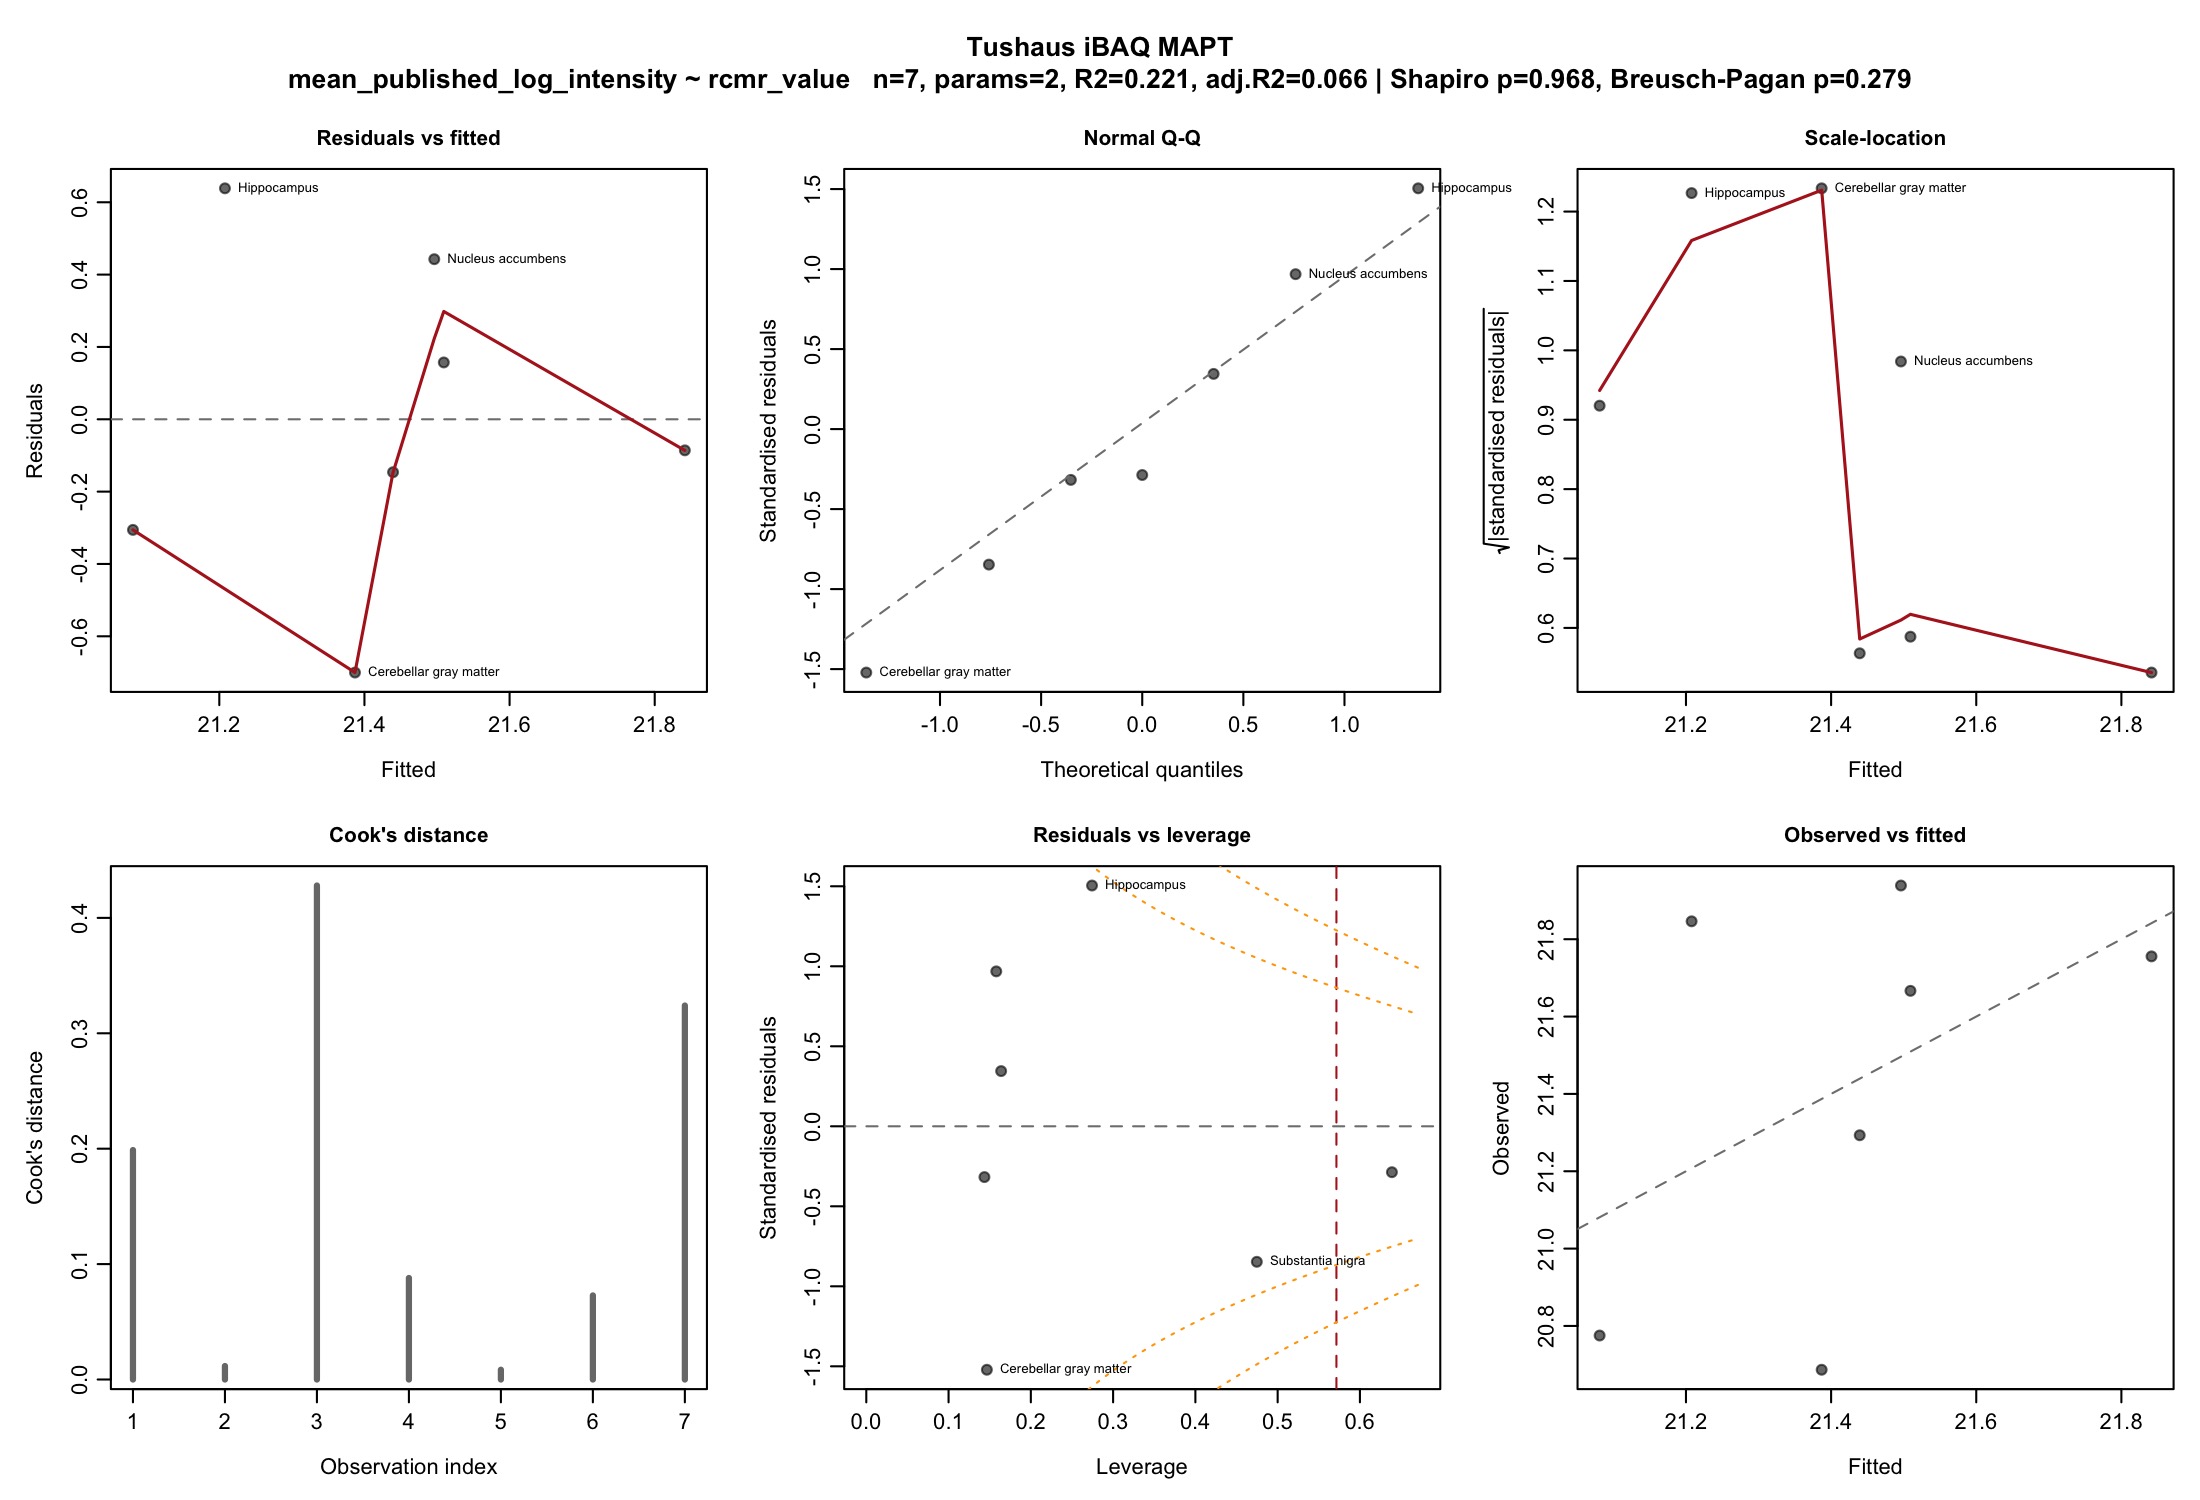 Tushaus iBAQ MAPT
mean_published_log_intensity ~ rcmr_value   n=7, params=2, R2=0.221, adj.R2=0.066 | Shapiro p=0.968, Breusch-Pagan p=0.279
Residuals vs fitted
Residuals
0.6
0.4
0.2
0.0
-0.2
-0.4
-0.6
Hippocampus
Nucleus accumbens
Cerebellar gray matter
21.2 21.4 21.6 21.8
Fitted
Normal Q-Q
Standardised residuals
1.5
1.0
0.5
0.0
-0.5
-1.0
-1.5
Hippocampus
Nucleus accumbens
Cerebellar gray matter
-1.0 -0.5 0.0 0.5 1.0
Theoretical quantiles
Scale-location
√|standardised residuals|
1.2
1.1
1.0
0.9
0.8
0.7
0.6
Hippocampus
Cerebellar gray matter
Nucleus accumbens
21.2 21.4 21.6 21.8
Fitted
Cook's distance
Cook's distance
0.4
0.3
0.2
0.1
0.0
1 2 3 4 5 6 7
Observation index
Residuals vs leverage
Standardised residuals
1.5
1.0
0.5
0.0
-0.5
-1.0
-1.5
Hippocampus
Substantia nigra
Cerebellar gray matter
0.0 0.1 0.2 0.3 0.4 0.5 0.6
Leverage
Observed vs fitted
Observed
21.8
21.6
21.4
21.2
21.0
20.8
21.2 21.4 21.6 21.8
Fitted